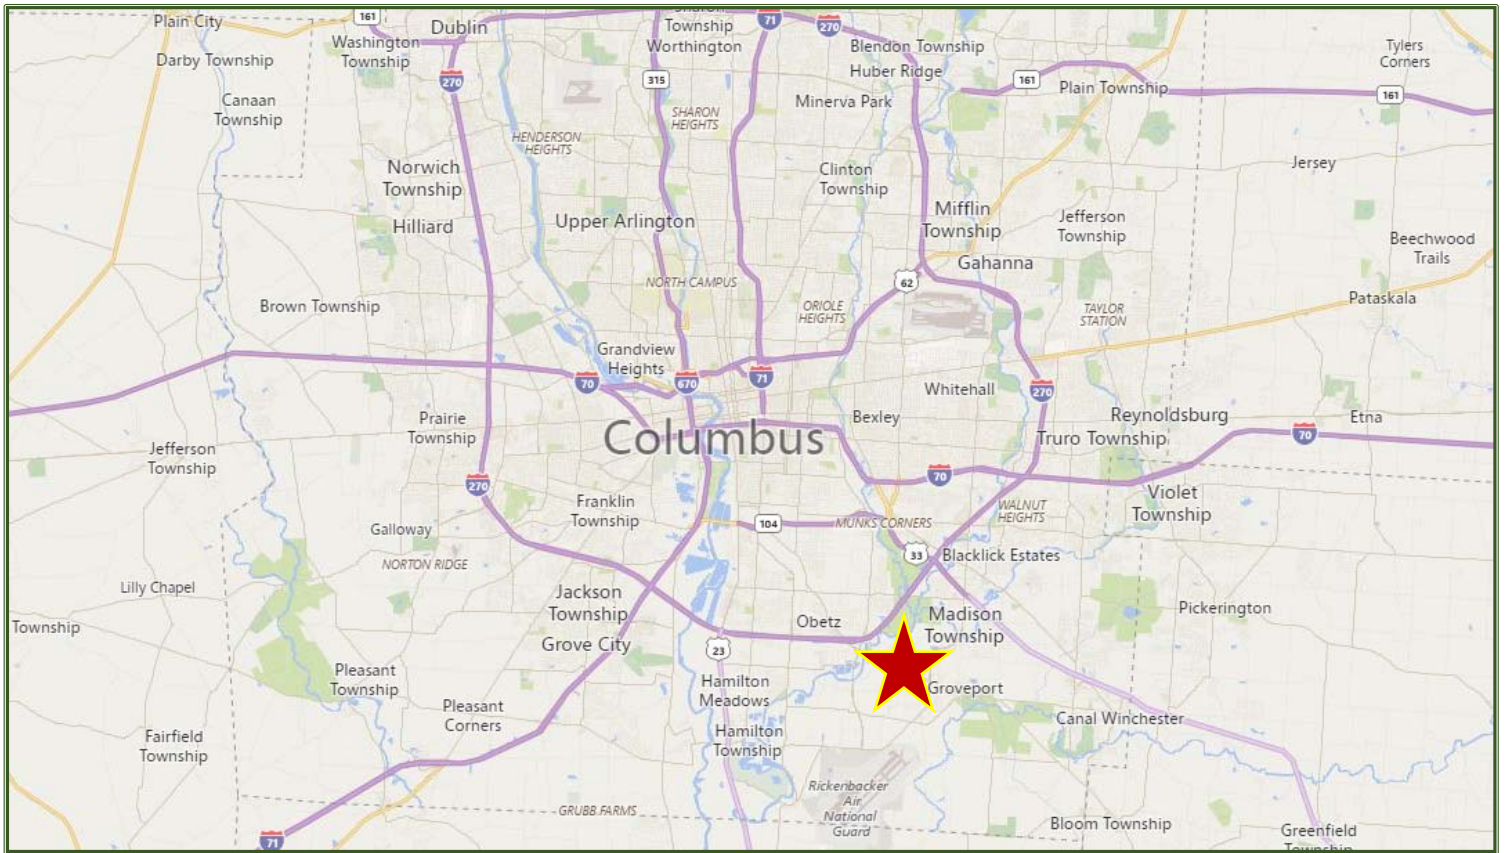 Plain City
161
Dublin
Sharon
Township
Worthington
71
270
Blendon Township
Huber Ridge
Tylers
Corners
Washington
Township
Darby Township
270
315
161
Plain Township
161
Canaan
Township
Minerva Park
SHARON
HEIGHTS
HENDERSON
HEIGHTS
Norwich
Township
Clinton
Township
Jersey
Hilliard
Upper Arlington
Mifflin
Township
Jefferson
Township
Gahanna
Beechwood
Trails
NORTH CAMPUS
62
Brown Township
ORIOLE
HEIGHTS
TAYLOR
STATION
Pataskala
Grandview
Heights
70
670
71
Whitehall
270
Prairie
Township
Bexley
Reynoldsburg
Etna
Columbus
Truro Township
70
Jefferson
Township
270
70
Franklin
Township
Violet
Township
WALNUT
HEIGHTS
Galloway
104
MUNKS CORNERS
33
Blacklick Estates
NORTON RIDGE
Lilly Chapel
Jackson
Township
Pickerington
Township
Obetz
Madison
Township
Grove City
23
Pleasant
Township
Hamilton
Meadows
Groveport
Pleasant
Corners
Canal Winchester
Fairfield
Township
Hamilton
Township
Rickenbacker
Air
National
Guard
GRUBB FARMS
Bloom Township
71
Greenfield
Township